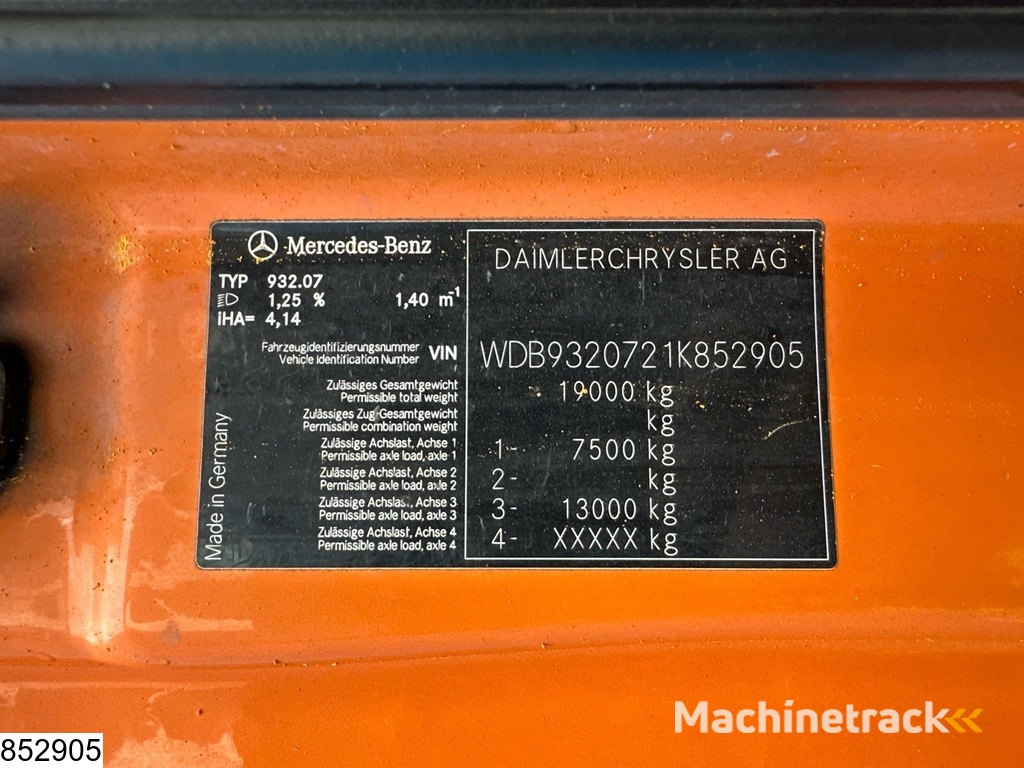 Mercedes-Benz
TYP 932.07
1,25 % 1,40 m⁻¹
iHA= 4,14
DAIMLERCHRYSLER AG
Fahrzeugidentifizierungsnummer
Vehicle Identification Number VIN WDB9320721K852905
Zulässiges Gesamtgewicht
Permissible total weight 19000 kg
Zulässiges Zug-Gesamtgewicht
Permissible combination weight kg
Zulässige Achslast, Achse 1
Permissible axle load, axle 1 1- 7500 kg
Zulässige Achslast, Achse 2
Permissible axle load, axle 2 2- kg
Zulässige Achslast, Achse 3
Permissible axle load, axle 3 3- 13000 kg
Zulässige Achslast, Achse 4
Permissible axle load, axle 4 4- XXXXX kg
Made in Germany
Machinetrack
852905